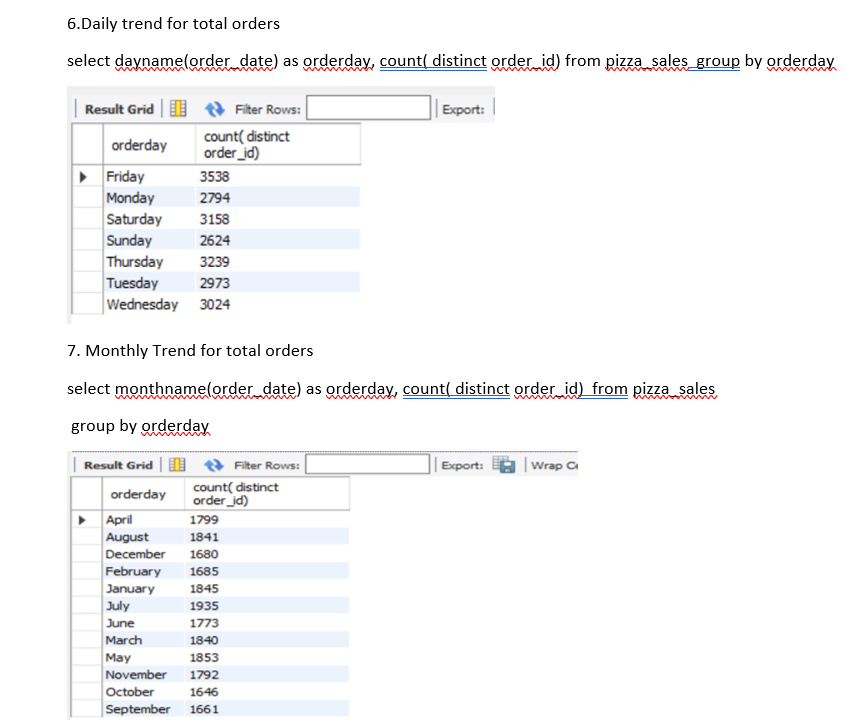 6.Daily trend for total orders
select dayname(order_date) as orderday, count( distinct order_id) from pizza_sales group by orderday
Result Grid Filter Rows: Export:
orderday count( distinct order_id)
Friday 3538
Monday 2794
Saturday 3158
Sunday 2624
Thursday 3239
Tuesday 2973
Wednesday 3024
7. Monthly Trend for total orders
select monthname(order_date) as orderday, count( distinct order_id) from pizza_sales
group by orderday
Result Grid Filter Rows: Export: Wrap
orderday count( distinct order_id)
April 1799
August 1841
December 1680
February 1685
January 1845
July 1935
June 1773
March 1840
May 1853
November 1792
October 1646
September 1661